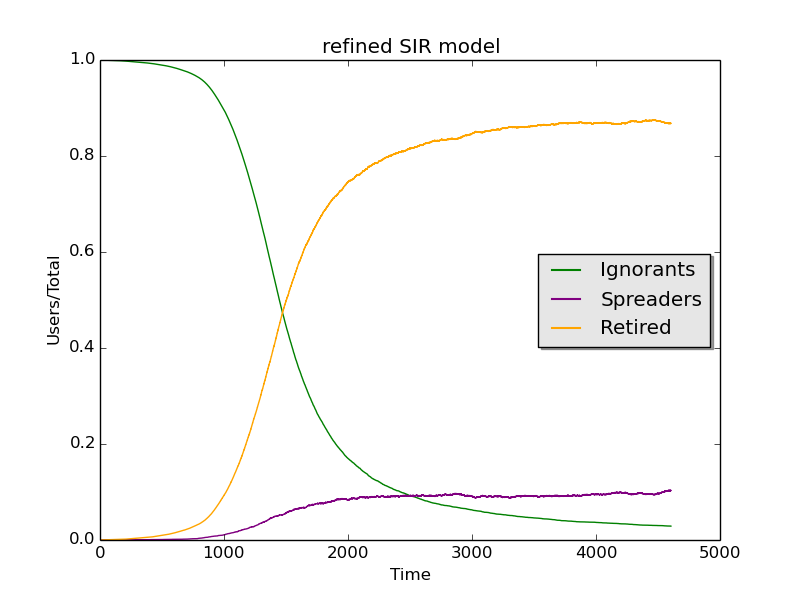 refined SIR model
1.0
0.8
0.6
0.4
0.2
0.0
Users/Total
Ignorants
Spreaders
Retired
0 1000 2000 3000 4000 5000
Time